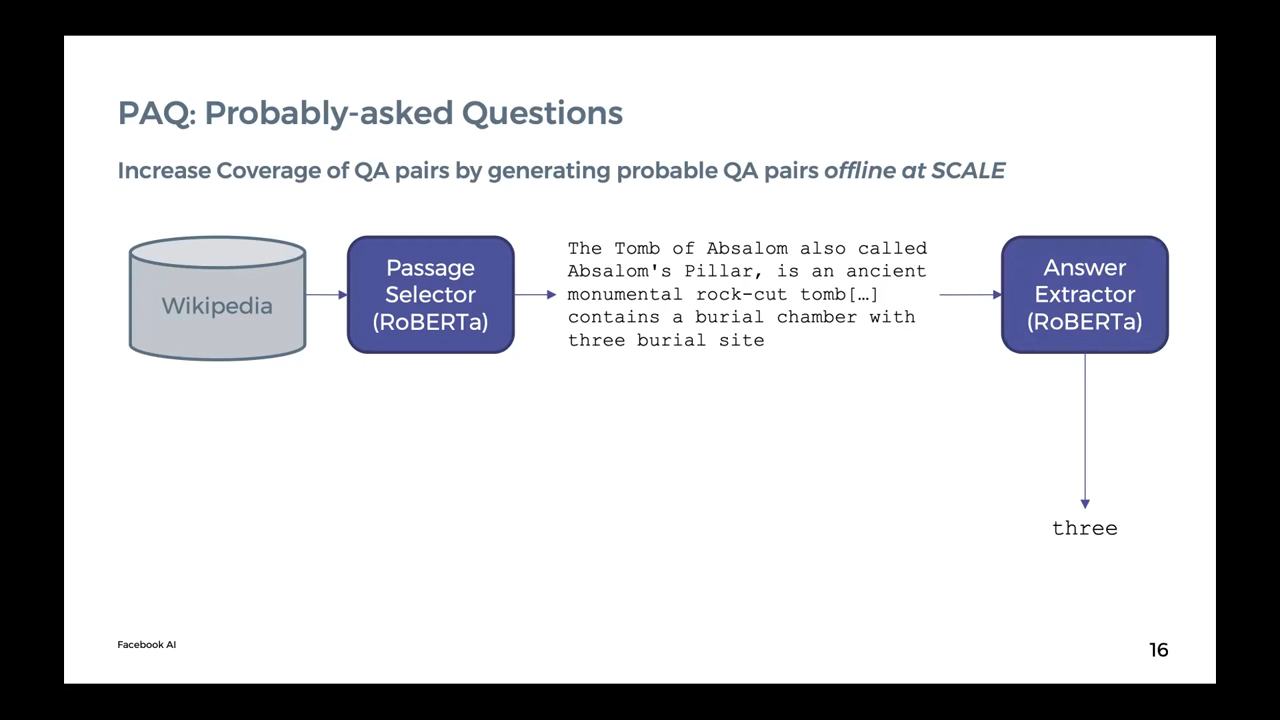 PAQ: Probably-asked Questions
Increase Coverage of QA pairs by generating probable QA pairs offline at SCALE
Wikipedia
Passage
Selector
(RoBERTa)
The Tomb of Absalom also called
Absalom's Pillar, is an ancient
monumental rock-cut tomb[…]
contains a burial chamber with
three burial site
Answer
Extractor
(RoBERTa)
three
Facebook AI
16